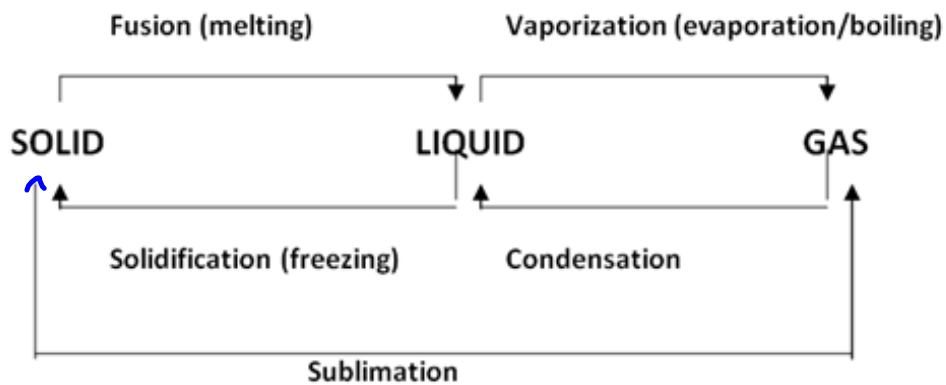 Fusion (melting)
Vaporization (evaporation/boiling)
SOLID
LIQUID
GAS
Solidification (freezing)
Condensation
Sublimation